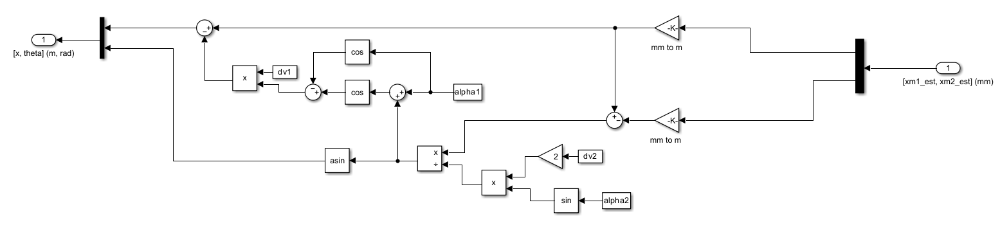 1
[x, theta] (m, rad)
−
+
x
dv1
cos
−
+
cos
+
+
alpha1
-K-
mm to m
1
[xm1_est, xm2_est] (mm)
+
−
-K-
mm to m
asin
x
÷
2
dv2
x
sin
alpha2